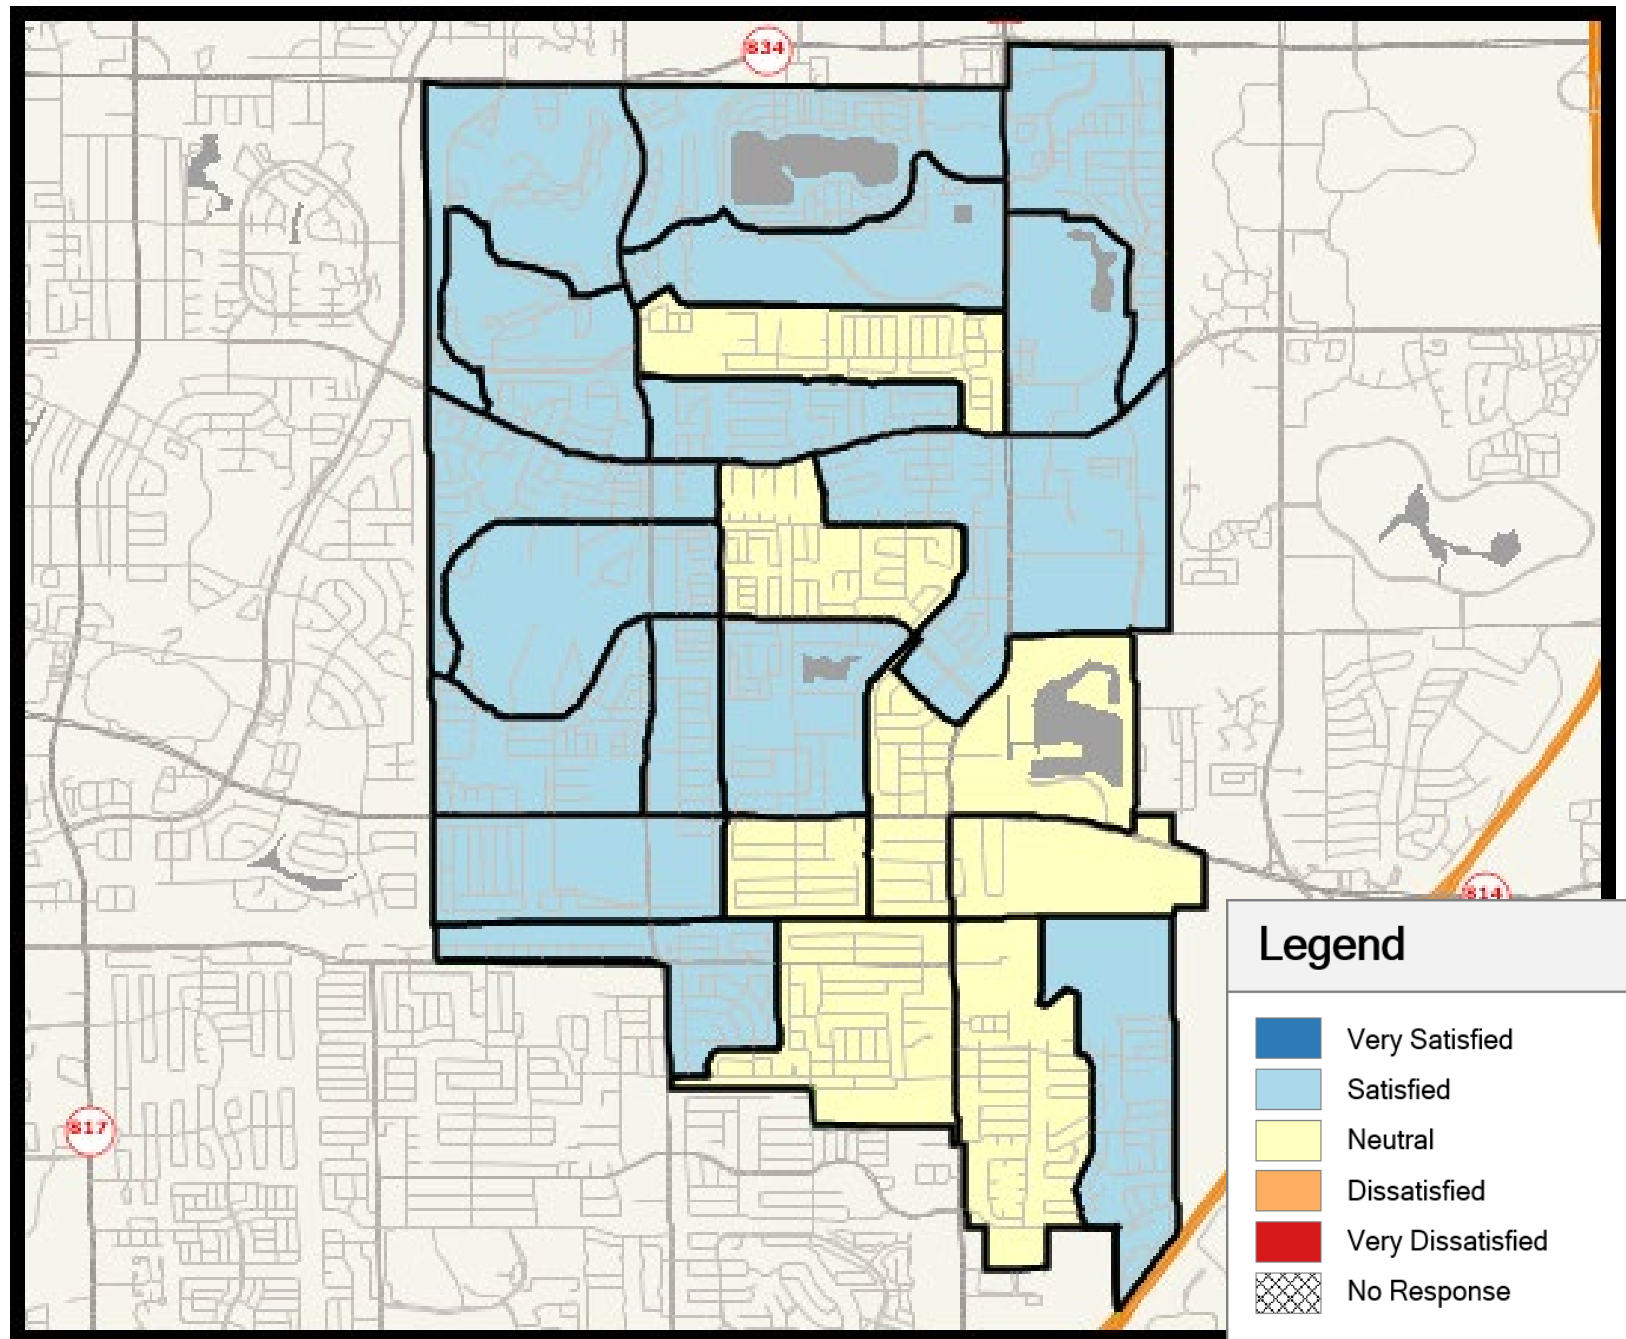 834
814
817
Legend
Very Satisfied
Satisfied
Neutral
Dissatisfied
Very Dissatisfied
No Response